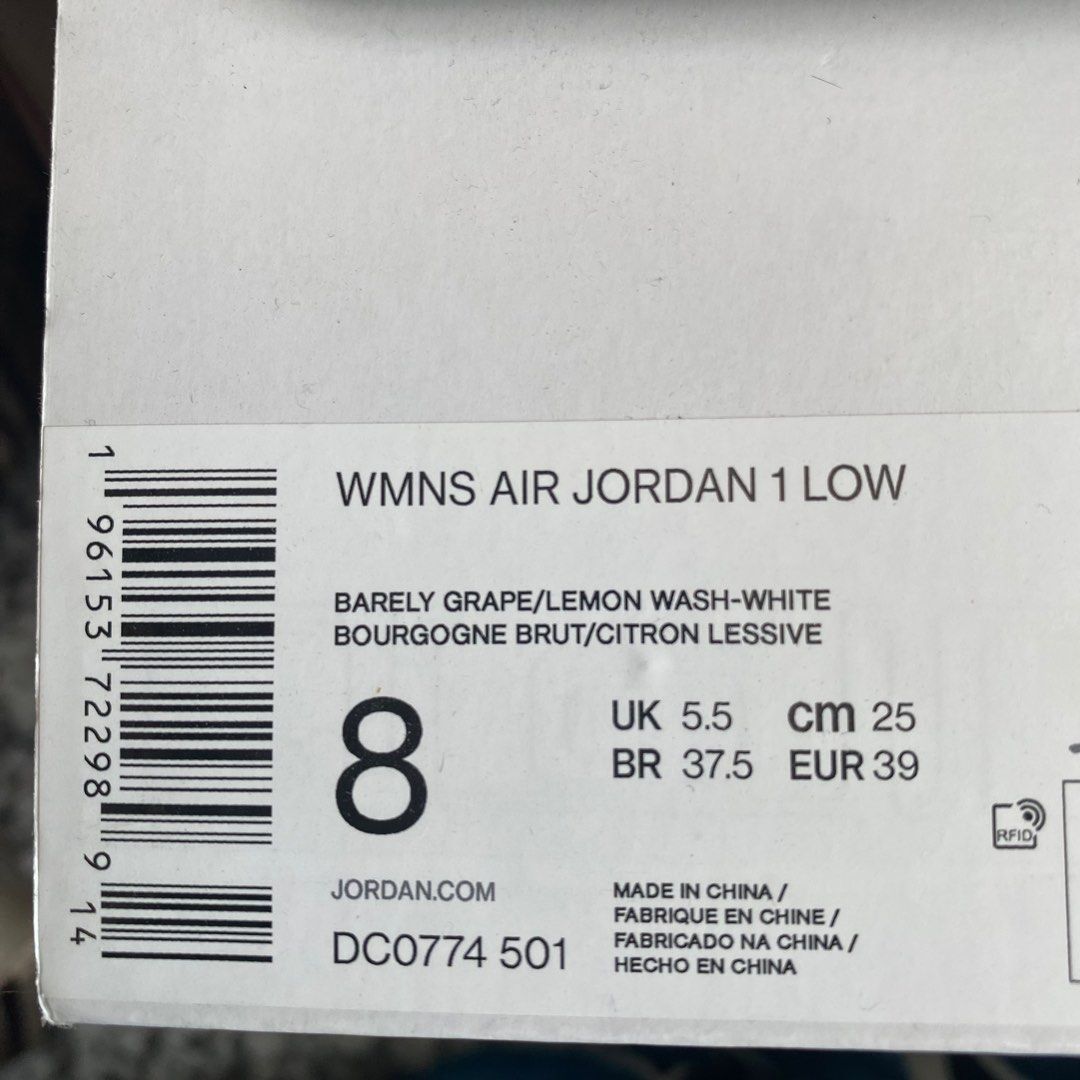 WMNS AIR JORDAN 1 LOW
BARELY GRAPE/LEMON WASH-WHITE
BOURGOGNE BRUT/CITRON LESSIVE
8
UK 5.5 cm 25
BR 37.5 EUR 39
RFID
JORDAN.COM
DC0774 501
MADE IN CHINA /
FABRIQUE EN CHINE /
FABRICADO NA CHINA /
HECHO EN CHINA
1 96153 72298 9 14